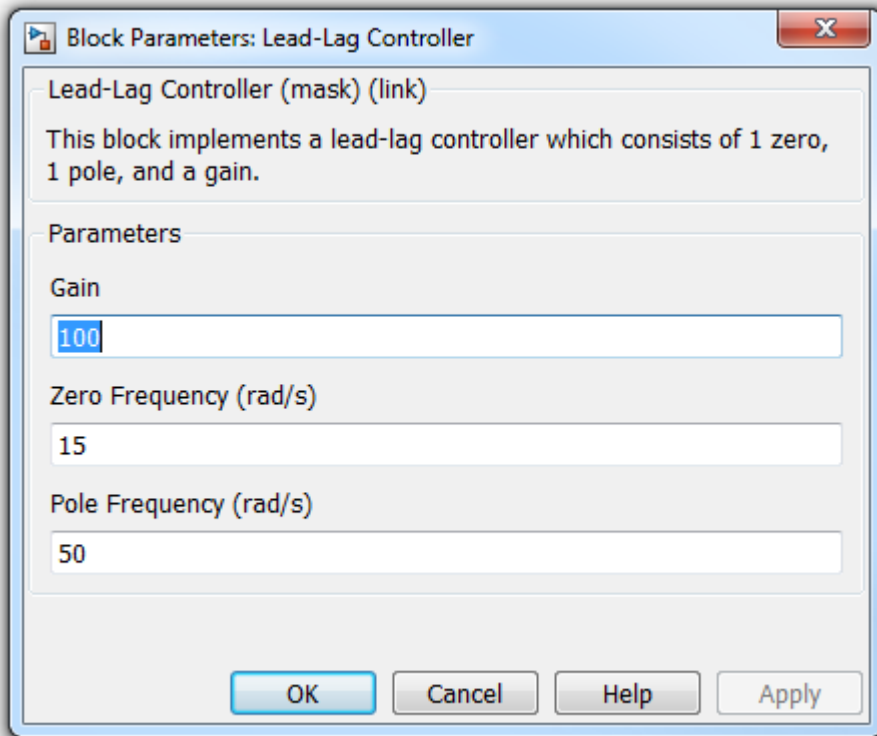 Block Parameters: Lead-Lag Controller
X
Lead-Lag Controller (mask) (link)
This block implements a lead-lag controller which consists of 1 zero,
1 pole, and a gain.
Parameters
Gain
100
Zero Frequency (rad/s)
15
Pole Frequency (rad/s)
50
OK Cancel Help Apply